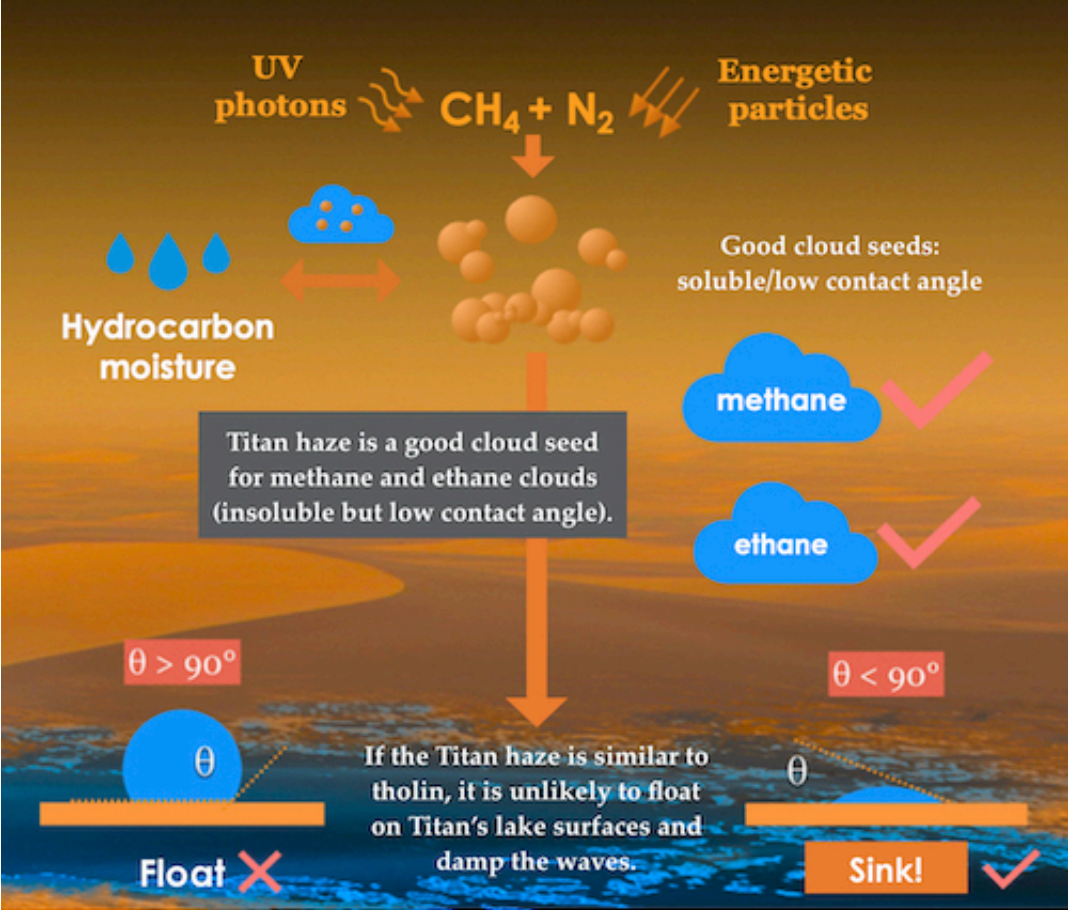 UV
photons
CH₄ + N₂
Energetic
particles
Hydrocarbon
moisture
Good cloud seeds:
soluble/low contact angle
methane
ethane
Titan haze is a good cloud seed
for methane and ethane clouds
(insoluble but low contact angle).
θ > 90°
θ
Float
If the Titan haze is similar to
tholin, it is unlikely to float
on Titan's lake surfaces and
damp the waves.
θ < 90°
θ
Sink!